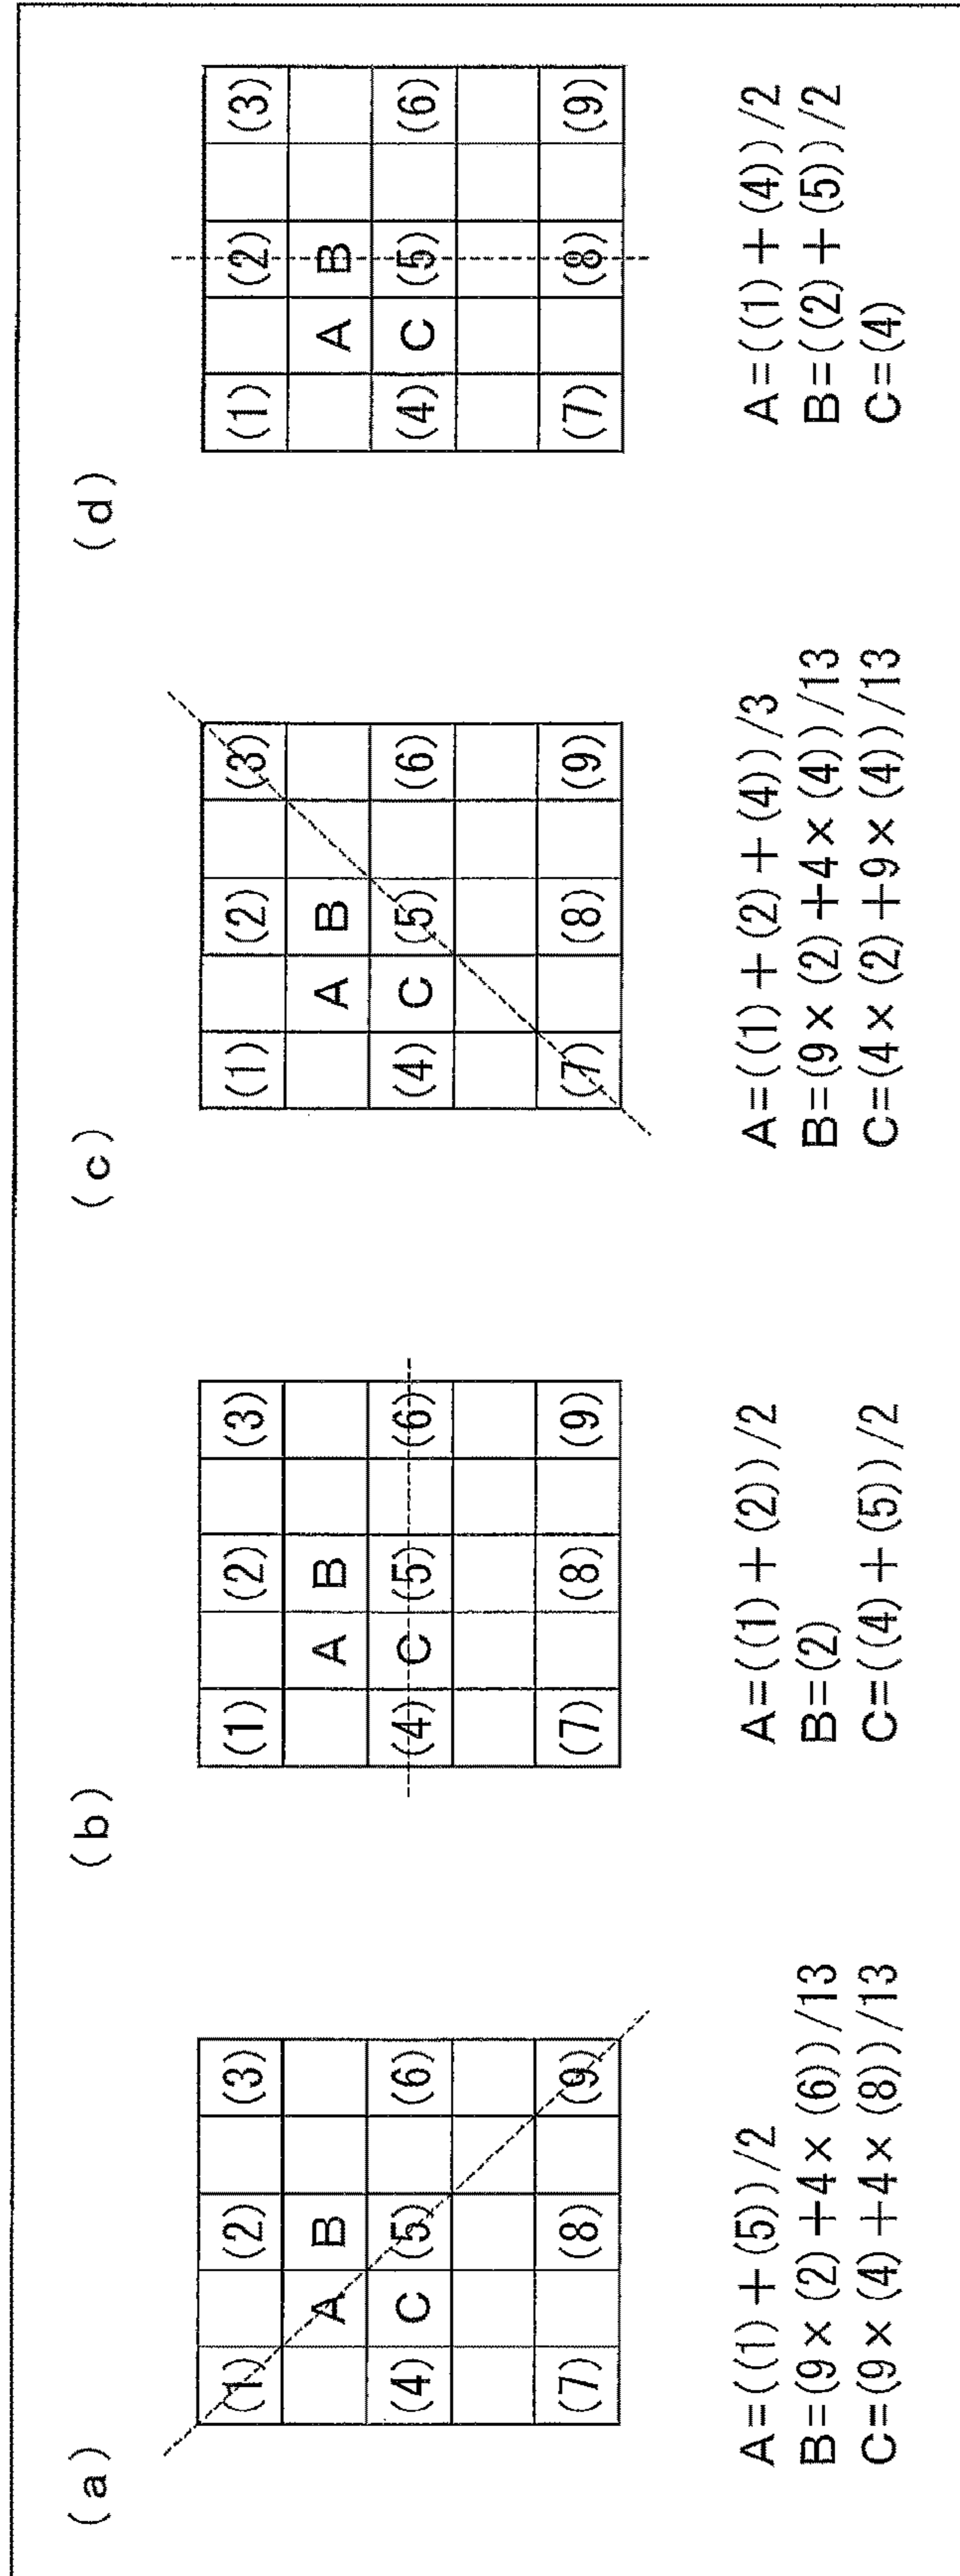 (a)
(1) (2) (3)
A B
(4) C (5) (6)
(7) (8) (9)
A=((1)+(5))/2
B=(9×(2)+4×(6))/13
C=(9×(4)+4×(8))/13
(b)
(1) (2) (3)
A B
(4) C (5) (6)
(7) (8) (9)
A=((1)+(2))/2
B=(2)
C=((4)+(5))/2
(c)
(1) (2) (3)
A B
(4) C (5) (6)
(7) (8) (9)
A=((1)+(2)+(4))/3
B=(9×(2)+4×(4))/13
C=(4×(2)+9×(4))/13
(d)
(1) (2) (3)
A B
(4) C (5) (6)
(7) (8) (9)
A=((1)+(4))/2
B=((2)+(5))/2
C=(4)